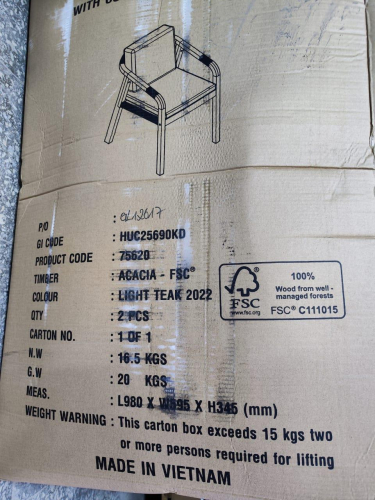 WITH
P/O :
GI CODE : HUC25690KD
PRODUCT CODE : 75620
TIMBER : ACACIA - FSC®
COLOUR : LIGHT TEAK 2022
QTY : 2 PCS
CARTON NO. : 1 OF 1
N.W : 16.5 KGS
G.W : 20 KGS
MEAS. : L980 X W595 X H345 (mm)
WEIGHT WARNING : This carton box exceeds 15 kgs two
or more persons required for lifting
MADE IN VIETNAM
FSC
www.fsc.org
100%
Wood from well -
managed forests
FSC® C111015